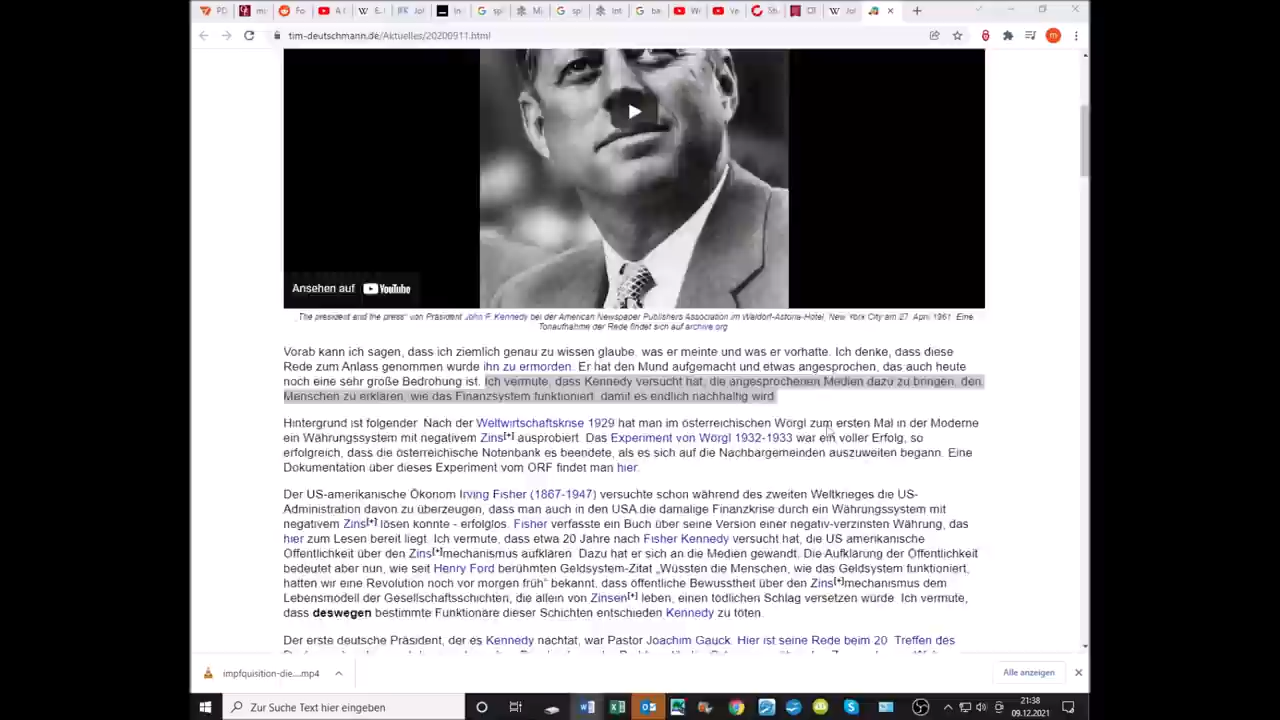 PD
A C
W
tim-deutschmann.de/Aktuelles/20200911.html
Ansehen auf YouTube
"The president and the press" von Präsident John F. Kennedy bei der American Newspaper Publishers Association im Waldorf-Astoria-Hotel, New York City am 27. April 1961. Eine
Tonaufnahme der Rede findet sich auf archive.org
Vorab kann ich sagen, dass ich ziemlich genau zu wissen glaube, was er meinte und was er vorhatte. Ich denke, dass diese
Rede zum Anlass genommen wurde ihn zu ermorden. Er hat den Mund aufgemacht und etwas angesprochen, das auch heute
noch eine sehr große Bedrohung ist. Ich vermute, dass Kennedy versucht hat, die angesprochenen Medien dazu zu bringen, den
Menschen zu erklären, wie das Finanzsystem funktioniert, damit es endlich nachhaltig wird.
Hintergrund ist folgender: Nach der Weltwirtschaftskrise 1929 hat man im österreichischen Wörgl zum ersten Mal in der Moderne
ein Währungssystem mit negativem Zins[+] ausprobiert. Das Experiment von Wörgl 1932-1933 war ein voller Erfolg, so
erfolgreich, dass die österreichische Notenbank es beendete, als es sich auf die Nachbargemeinden auszuweiten begann. Eine
Dokumentation über dieses Experiment vom ORF findet man hier.
Der US-amerikanische Ökonom Irving Fisher (1867-1947) versuchte schon während des zweiten Weltkrieges die US-
Administration davon zu überzeugen, dass man auch in den USA die damalige Finanzkrise durch ein Währungssystem mit
negativem Zins[+] lösen könnte - erfolglos. Fisher verfasste ein Buch über seine Version einer negativ-verzinsten Währung, das
hier zum Lesen bereit liegt. Ich vermute, dass etwa 20 Jahre nach Fisher Kennedy versucht hat, die US amerikanische
Öffentlichkeit über den Zins[+]mechanismus aufklären. Dazu hat er sich an die Medien gewandt. Die Aufklärung der Öffentlichkeit
bedeutet aber nun, wie seit Henry Ford berühmten Geldsystem-Zitat „Wüssten die Menschen, wie das Geldsystem funktioniert,
hätten wir eine Revolution noch vor morgen früh" bekannt, dass öffentliche Bewusstheit über den Zins[+]mechanismus dem
Lebensmodell der Gesellschaftsschichten, die allein von Zinsen[+] leben, einen tödlichen Schlag versetzen würde. Ich vermute,
dass deswegen bestimmte Funktionäre dieser Schichten entschieden Kennedy zu töten.
Der erste deutsche Präsident, der es Kennedy nachtat, war Pastor Joachim Gauck. Hier ist seine Rede beim 20. Treffen des
impfquisition-die....mp4
Alle anzeigen
Zur Suche Text hier eingeben
21:38
09.12.2021